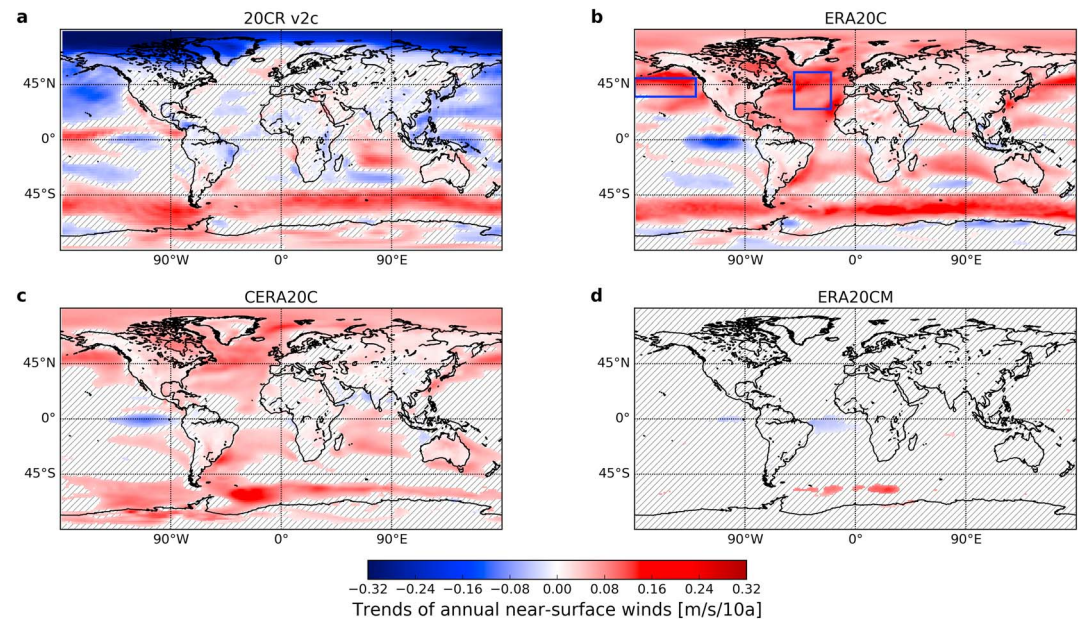 a 20CR v2c
45°N
0°
45°S
90°W 0° 90°E
b ERA20C
45°N
0°
45°S
90°W 0° 90°E
c CERA20C
45°N
0°
45°S
90°W 0° 90°E
d ERA20CM
45°N
0°
45°S
90°W 0° 90°E
−0.32 −0.24 −0.16 −0.08 0.00 0.08 0.16 0.24 0.32
Trends of annual near-surface winds [m/s/10a]